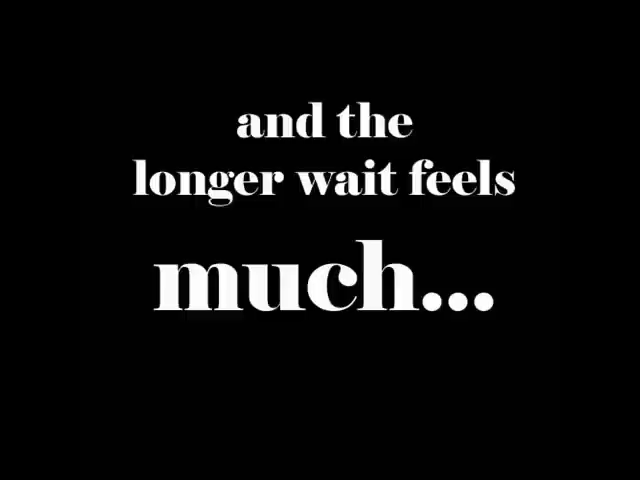 and the
longer wait feels
much...